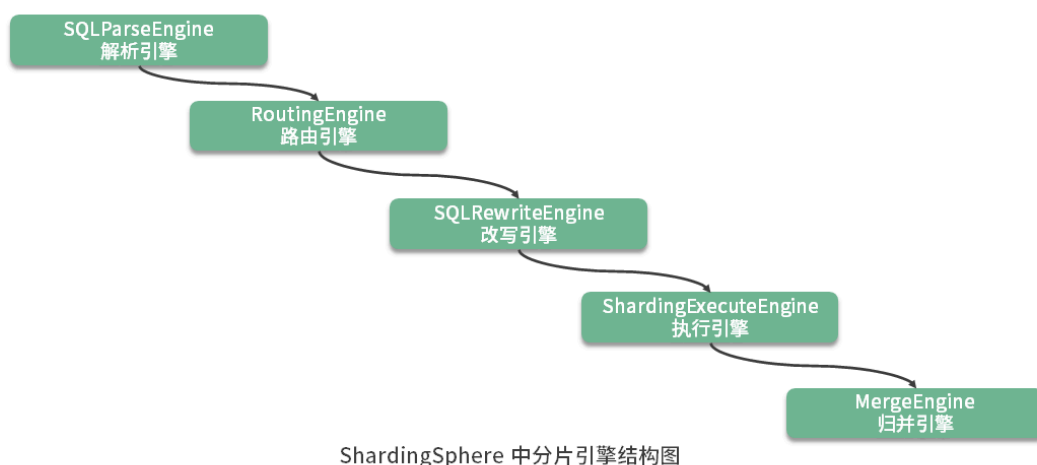 SQLParseEngine
解析引擎
RoutingEngine
路由引擎
SQLRewriteEngine
改写引擎
ShardingExecuteEngine
执行引擎
MergeEngine
归并引擎
ShardingSphere 中分片引擎结构图